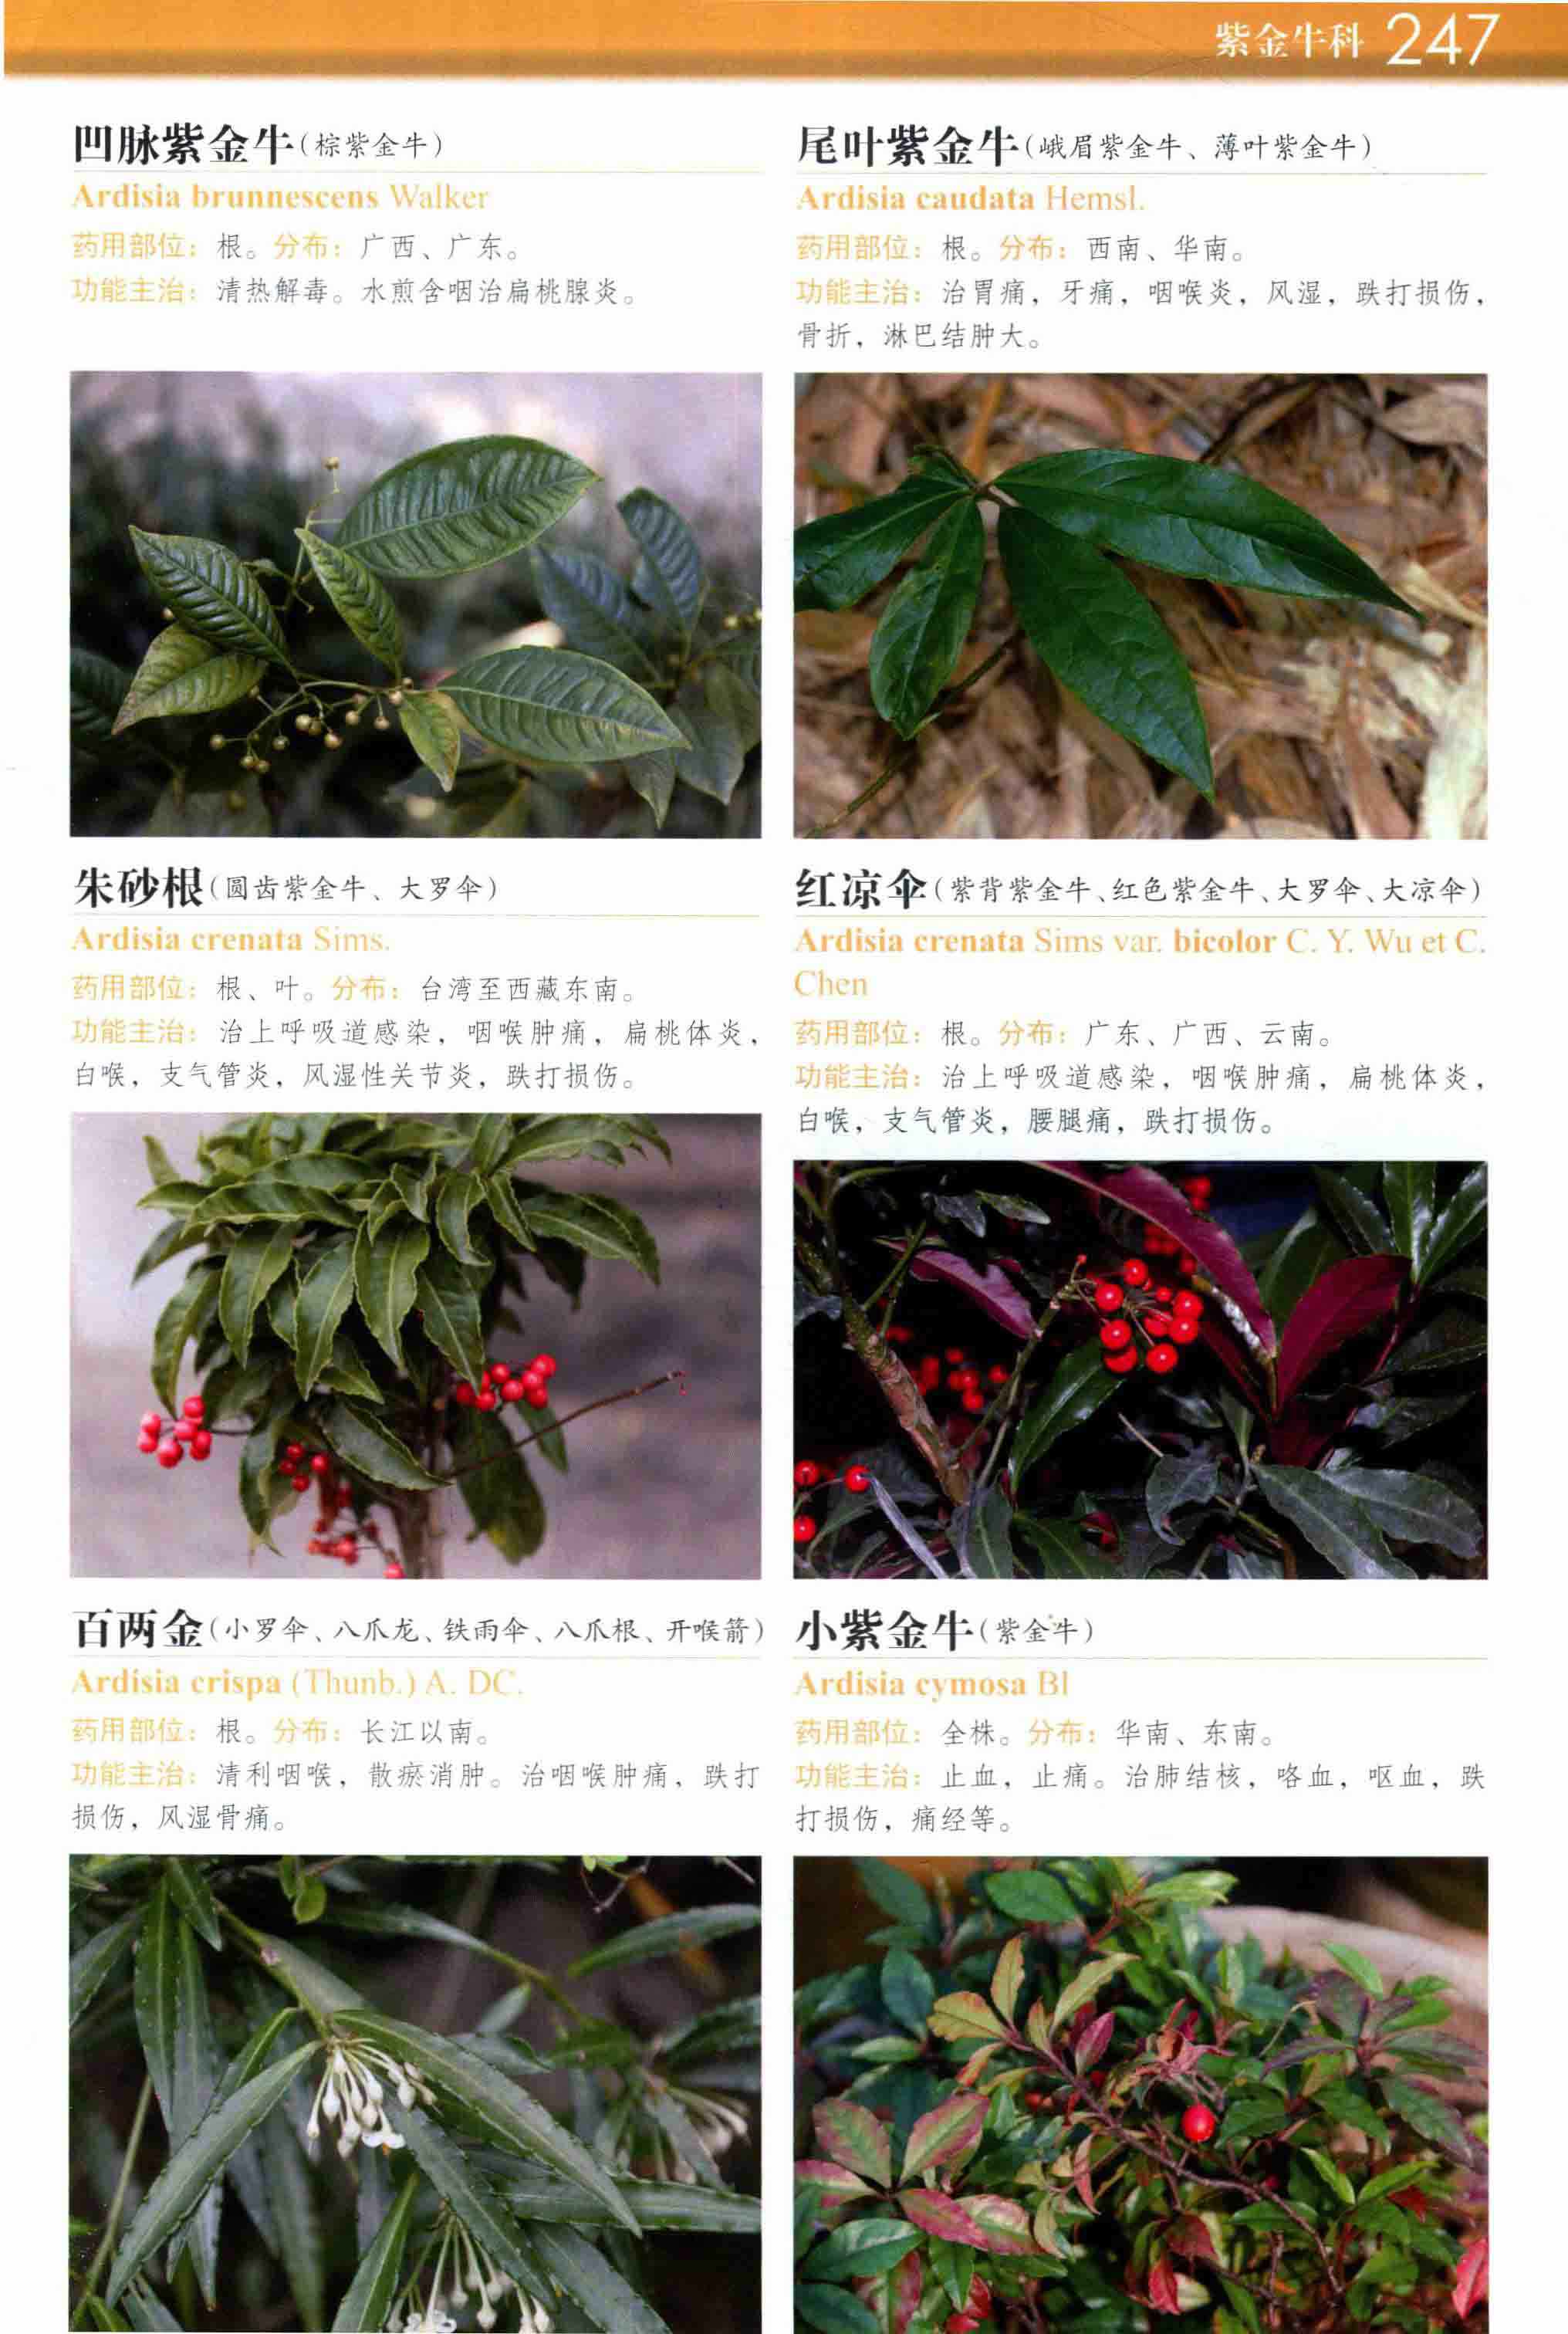 紫金牛科 247
凹脉紫金牛(棕紫金牛)
Ardisia brunnescens Walker
药用部位：根。分布：广西、广东。
功能主治：清热解毒。水煎含咽治扁桃腺炎。
尾叶紫金牛(峨眉紫金牛、薄叶紫金牛)
Ardisia caudata Hemsl.
药用部位：根。分布：西南、华南。
功能主治：治胃痛，牙痛，咽喉炎，风湿，跌打损伤，
骨折，淋巴结肿大。
朱砂根(圆齿紫金牛、大罗伞)
Ardisia crenata Sims.
药用部位：根、叶。分布：台湾至西藏东南。
功能主治：治上呼吸道感染，咽喉肿痛，扁桃体炎，
白喉，支气管炎，风湿性关节炎，跌打损伤。
红凉伞(紫背紫金牛、红色紫金牛、大罗伞、大凉伞)
Ardisia crenata Sims var. bicolor C. Y. Wu et C.
Chen
药用部位：根。分布：广东、广西、云南。
功能主治：治上呼吸道感染，咽喉肿痛，扁桃体炎，
白喉，支气管炎，腰腿痛，跌打损伤。
百两金(小罗伞、八爪龙、铁雨伞、八爪根、开喉箭)
Ardisia crispa (Thunb.) A. DC.
药用部位：根。分布：长江以南。
功能主治：清利咽喉，散瘀消肿。治咽喉肿痛，跌打
损伤，风湿骨痛。
小紫金牛(紫金牛)
Ardisia cymosa Bl
药用部位：全株。分布：华南、东南。
功能主治：止血，止痛。治肺结核，咯血，呕血，跌
打损伤，痛经等。